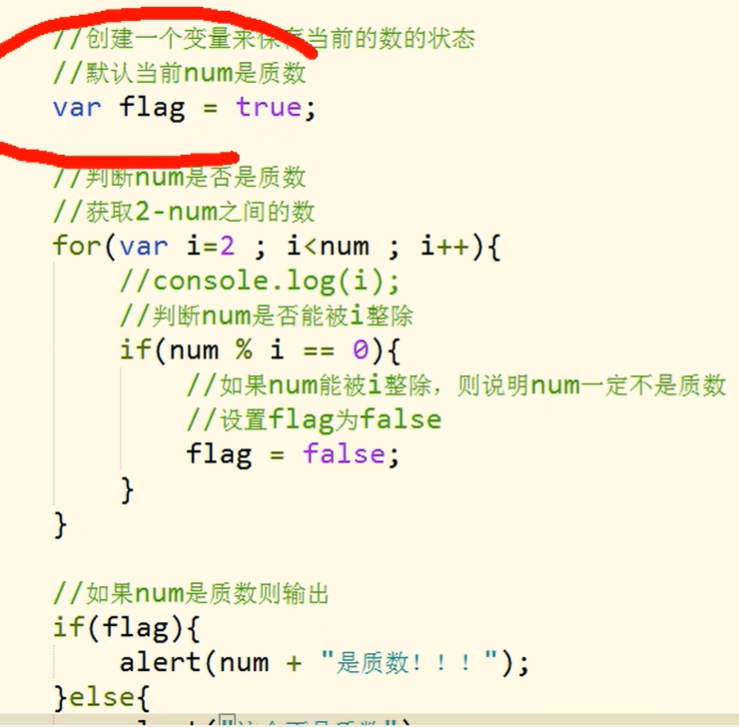 //创建一个变量来保存当前的数的状态
//默认当前num是质数
var flag = true;
//判断num是否是质数
//获取2-num之间的数
for(var i=2 ; i<num ; i++){
//console.log(i);
//判断num是否能被i整除
if(num % i == 0){
//如果num能被i整除，则说明num一定不是质数
//设置flag为false
flag = false;
}
}
//如果num是质数则输出
if(flag){
alert(num + "是质数！！！");
}else{